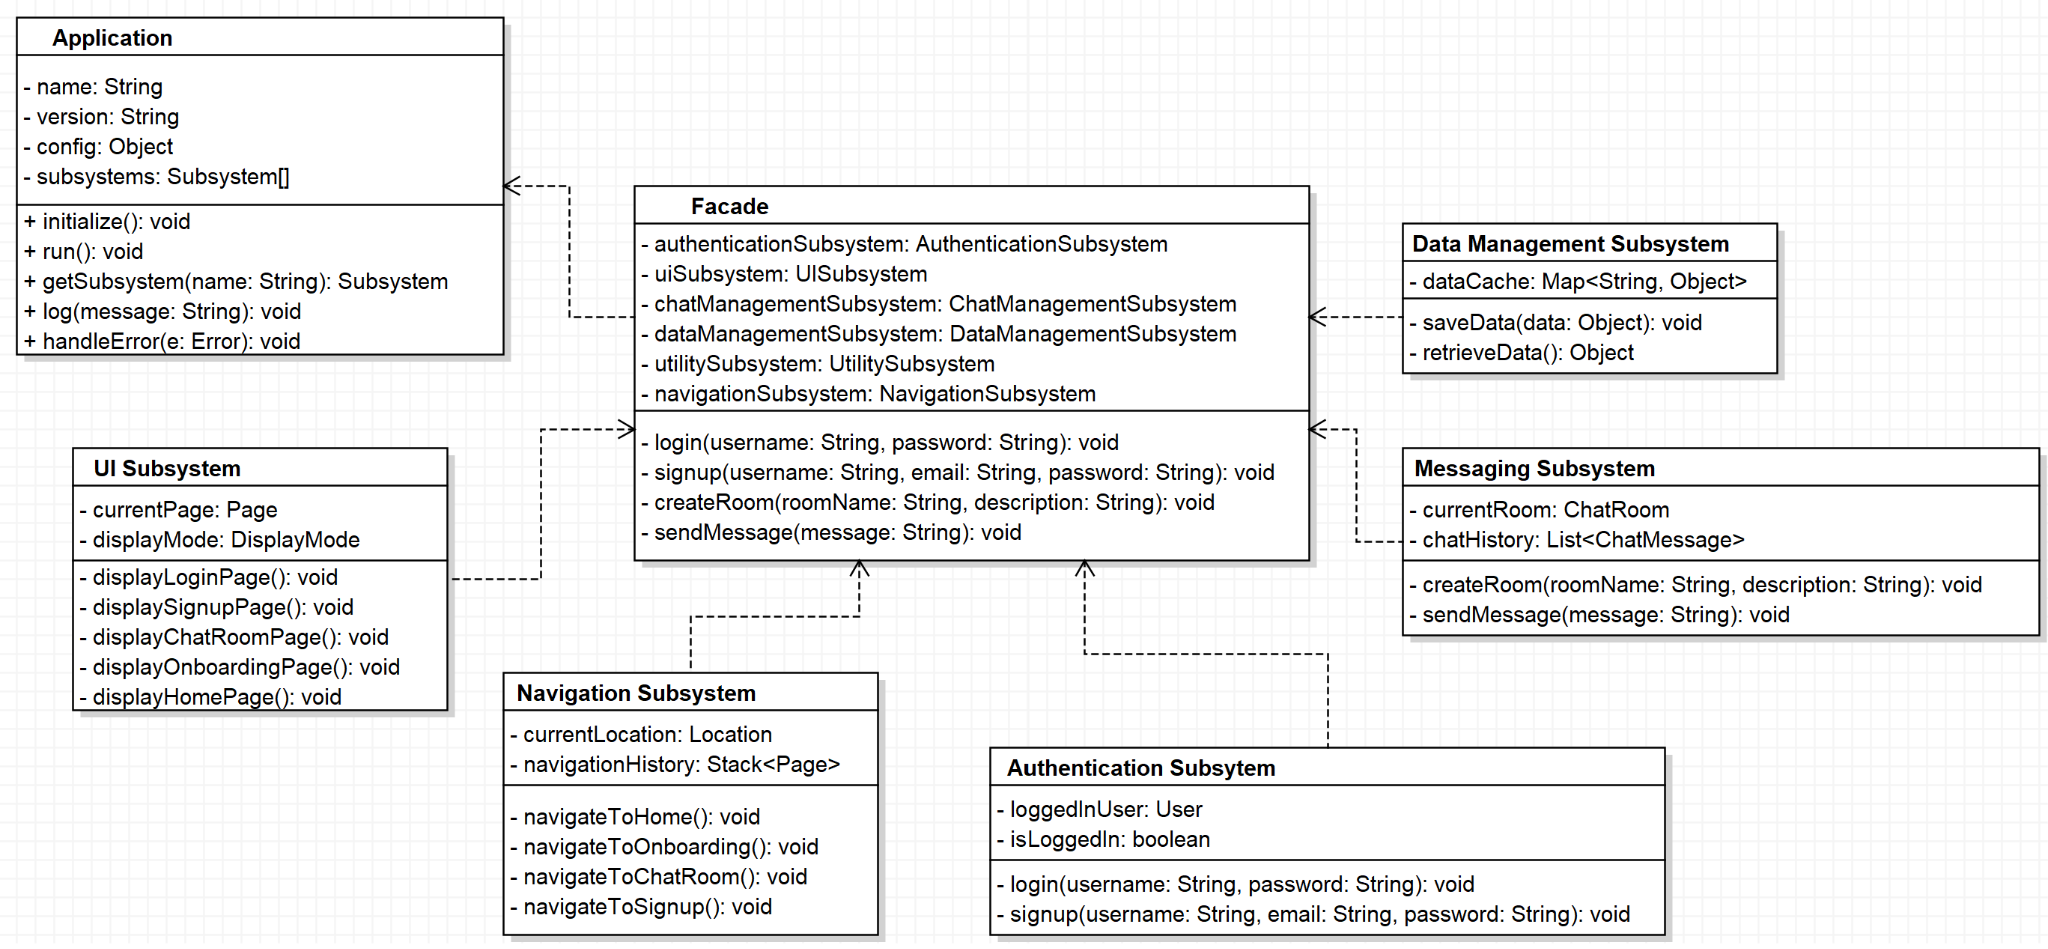 Application
- name: String
- version: String
- config: Object
- subsystems: Subsystem[]
+ initialize(): void
+ run(): void
+ getSubsystem(name: String): Subsystem
+ log(message: String): void
+ handleError(e: Error): void
Facade
- authenticationSubsystem: AuthenticationSubsystem
- uiSubsystem: UISubsystem
- chatManagementSubsystem: ChatManagementSubsystem
- dataManagementSubsystem: DataManagementSubsystem
- utilitySubsystem: UtilitySubsystem
- navigationSubsystem: NavigationSubsystem
- login(username: String, password: String): void
- signup(username: String, email: String, password: String): void
- createRoom(roomName: String, description: String): void
- sendMessage(message: String): void
Data Management Subsystem
- dataCache: Map<String, Object>
- saveData(data: Object): void
- retrieveData(): Object
UI Subsystem
- currentPage: Page
- displayMode: DisplayMode
- displayLoginPage(): void
- displaySignupPage(): void
- displayChatRoomPage(): void
- displayOnboardingPage(): void
- displayHomePage(): void
Messaging Subsystem
- currentRoom: ChatRoom
- chatHistory: List<ChatMessage>
- createRoom(roomName: String, description: String): void
- sendMessage(message: String): void
Navigation Subsystem
- currentLocation: Location
- navigationHistory: Stack<Page>
- navigateToHome(): void
- navigateToOnboarding(): void
- navigateToChatRoom(): void
- navigateToSignup(): void
Authentication Subsytem
- loggedInUser: User
- isLoggedIn: boolean
- login(username: String, password: String): void
- signup(username: String, email: String, password: String): void